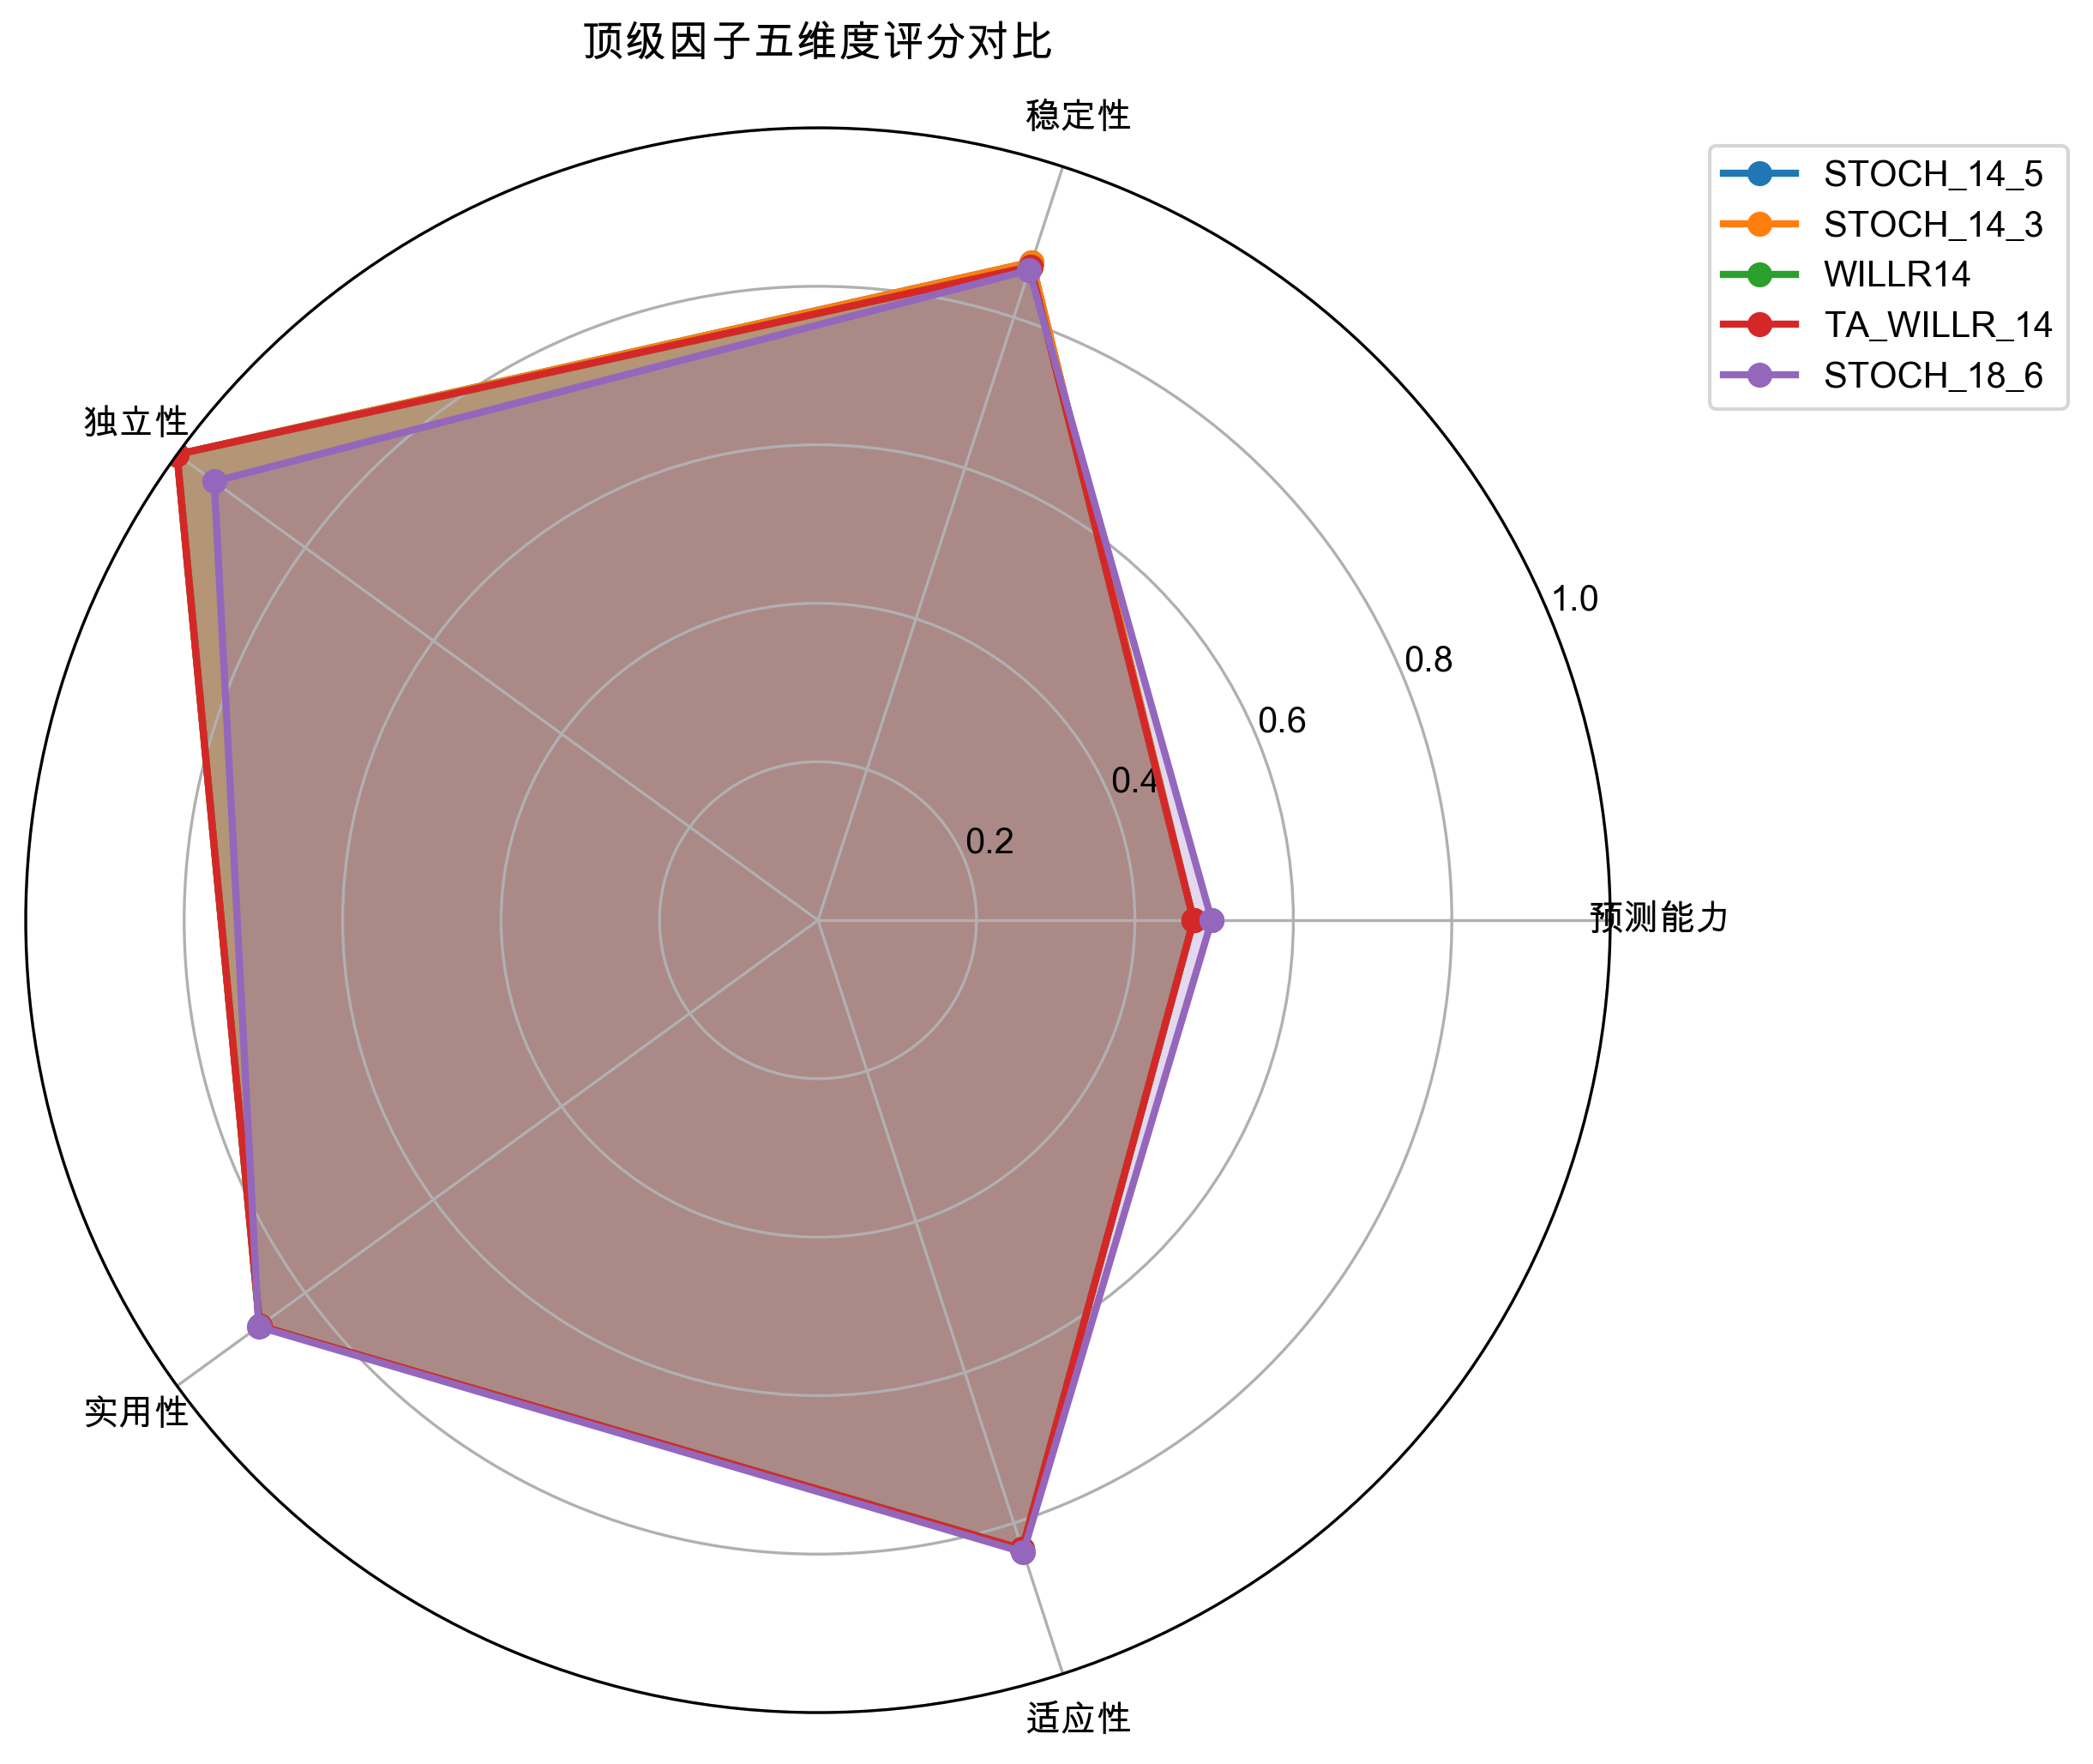 顶级因子五维度评分对比
稳定性
STOCH_14_5
STOCH_14_3
WILLR14
TA_WILLR_14
STOCH_18_6
独立性
1.0
0.8
0.6
0.4
0.2
预测能力
实用性
适应性